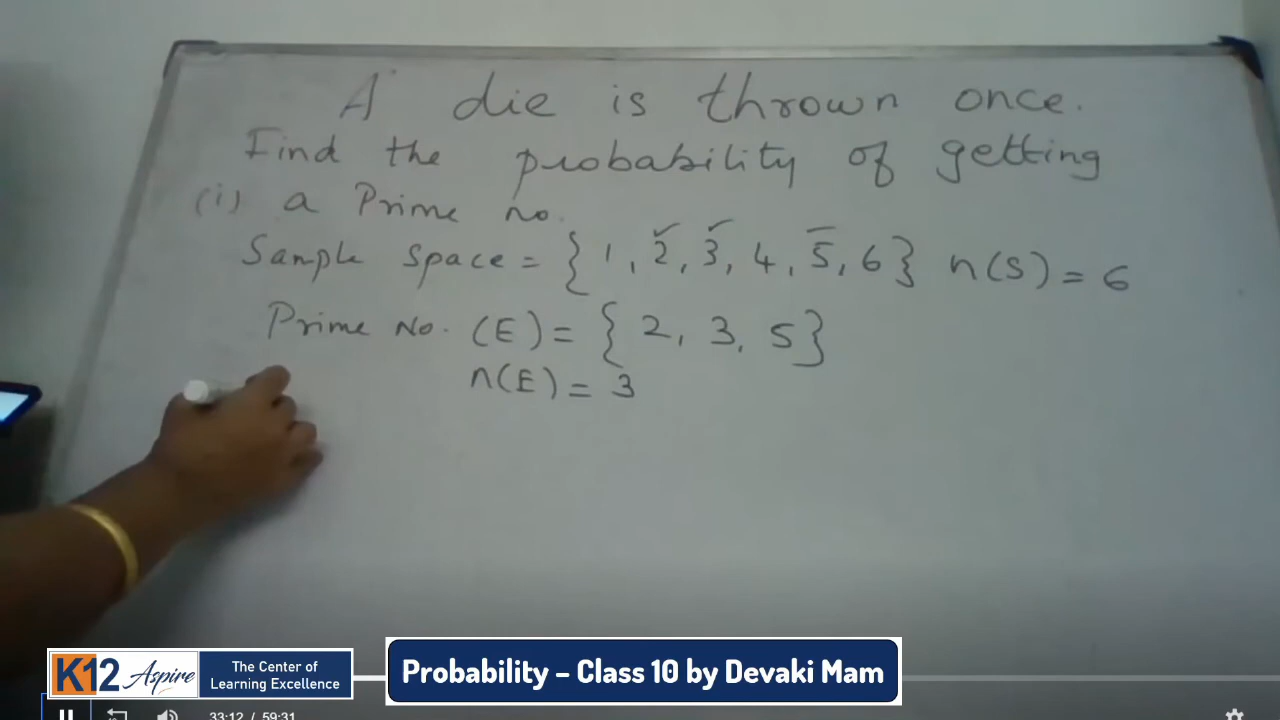 A die is thrown once.
Find the probability of getting
(i) a Prime no.
Sample space = { 1, 2, 3, 4, 5, 6} n(S) = 6
Prime No. (E) = { 2, 3, 5}
n(E) = 3
K12 Aspire
The Center of
Learning Excellence
Probability – Class 10 by Devaki Mam
33:12 / 59:31